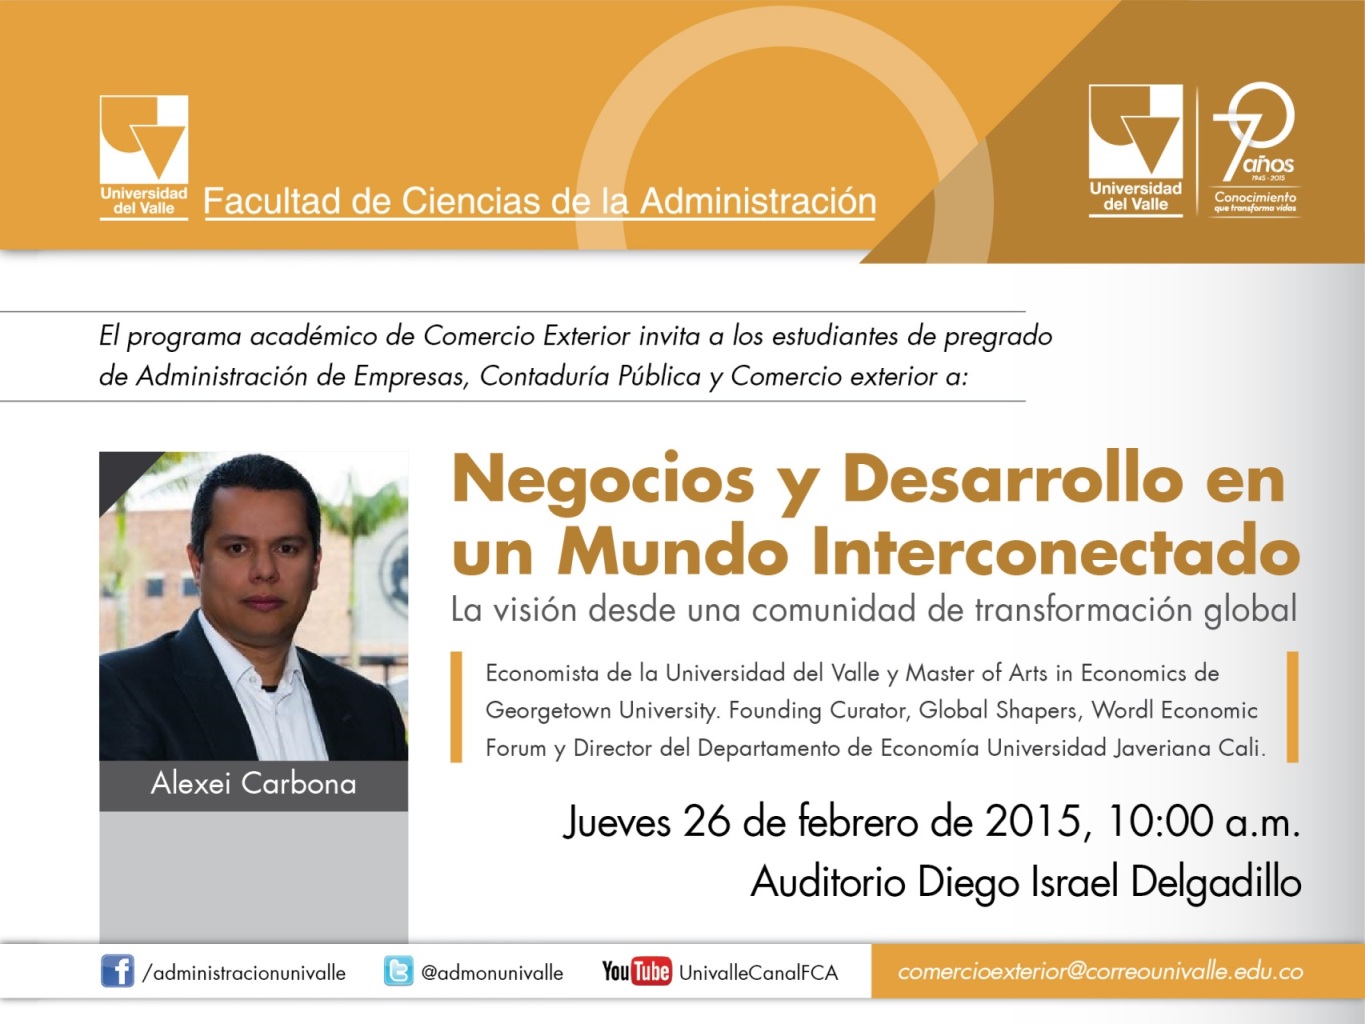 Universidad
del Valle
Facultad de Ciencias de la Administración
Universidad
del Valle
70
años
1945 - 2015
Conocimiento
que transforma vidas
El programa académico de Comercio Exterior invita a los estudiantes de pregrado
de Administración de Empresas, Contaduría Pública y Comercio exterior a:
Negocios y Desarrollo en
un Mundo Interconectado
La visión desde una comunidad de transformación global
Economista de la Universidad del Valle y Master of Arts in Economics de
Georgetown University. Founding Curator, Global Shapers, Wordl Economic
Forum y Director del Departamento de Economía Universidad Javeriana Cali.
Alexei Carbona
Jueves 26 de febrero de 2015, 10:00 a.m.
Auditorio Diego Israel Delgadillo
f /administracionunivalle
t @admonunivalle
YouTube UnivalleCanalFCA
comercioexterior@correounivalle.edu.co